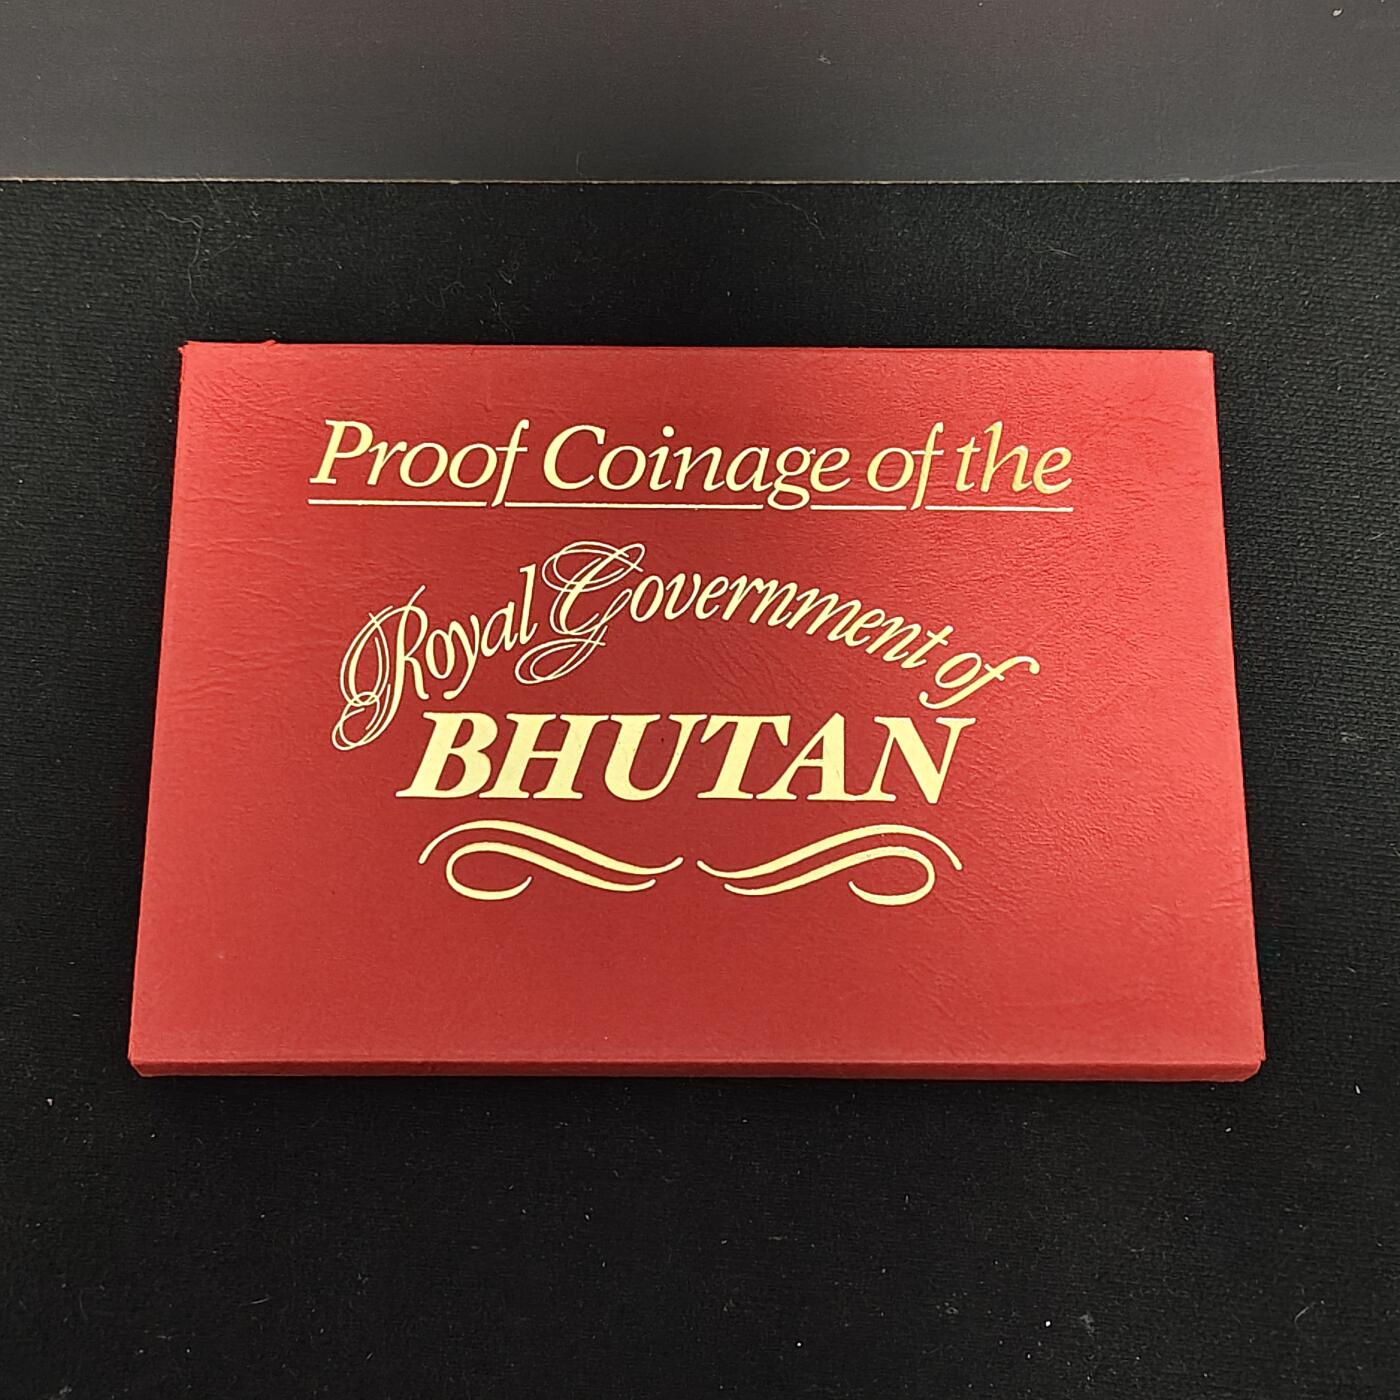 Proof Coinage of the
Royal Government of
BHUTAN